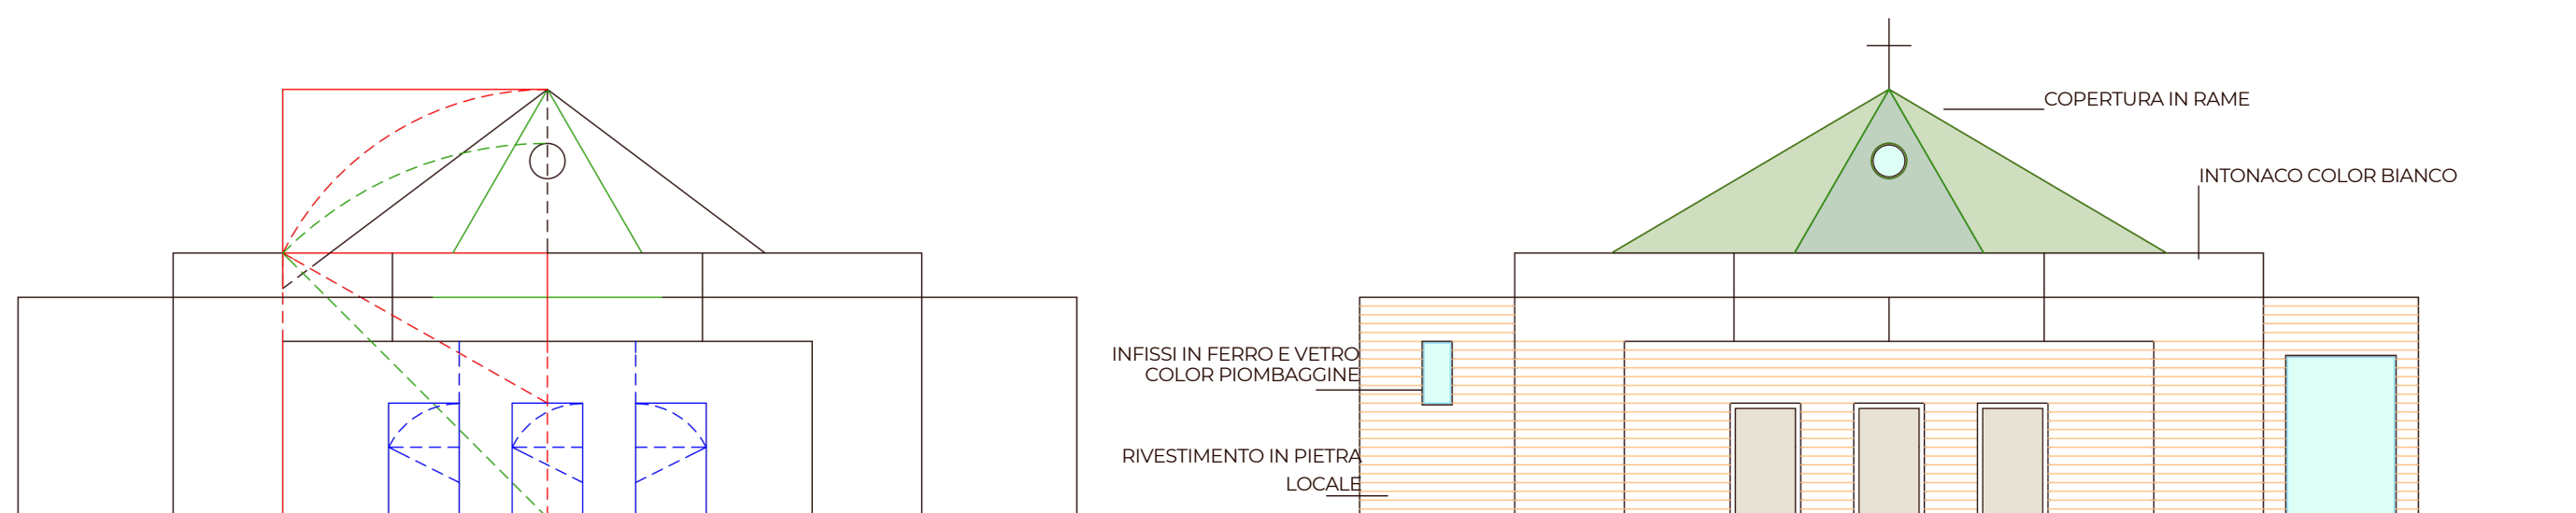 COPERTURA IN RAME
INTONACO COLOR BIANCO
INFISSI IN FERRO E VETRO
COLOR PIOMBAGGINE
RIVESTIMENTO IN PIETRA
LOCALE